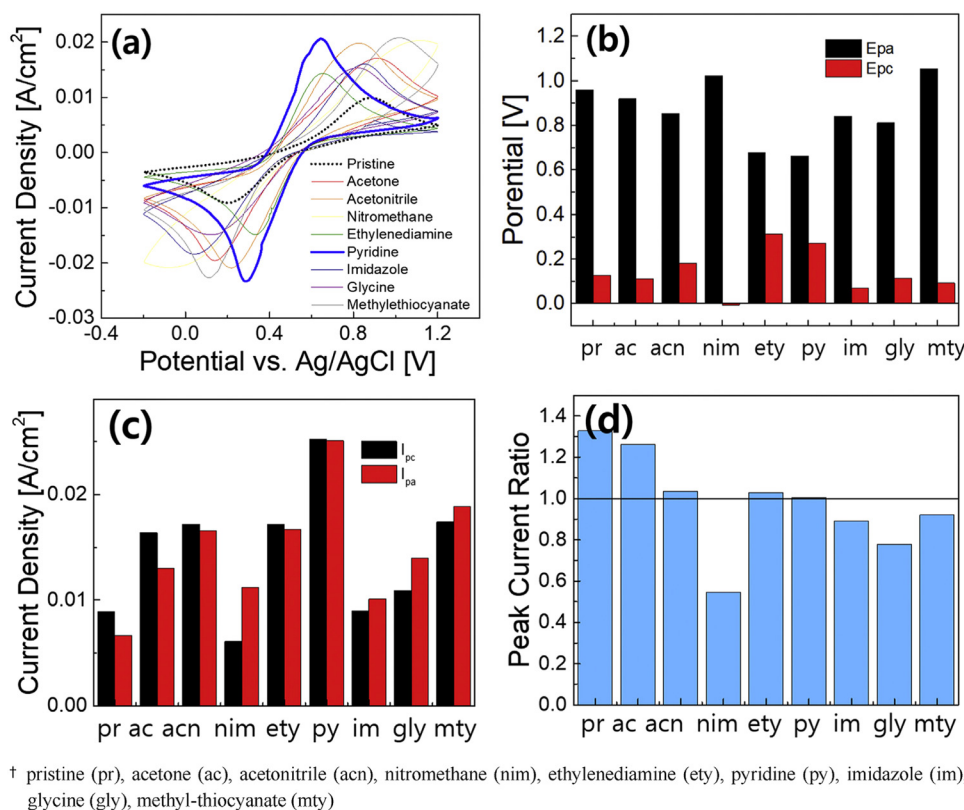 (a)
0.02
0.01
0.00
-0.01
-0.02
-0.03
Current Density [A/cm²]
Pristine
Acetone
Acetonitrile
Nitromethane
Ethylenediamine
Pyridine
Imidazole
Glycine
Methylethiocyanate
0.0 0.4 0.8 1.2
Potential vs. Ag/AgCl [V]
(b)
Epa
Epc
1.2
1.0
0.8
0.6
0.4
0.2
0.0
Porential [V]
pr ac acn nim ety py im gly mty
(c)
I_pc
I_pa
0.02
0.01
0.00
Current Density [A/cm²]
pr ac acn nim ety py im gly mty
(d)
1.4
1.2
1.0
0.8
0.6
0.4
0.2
0.0
Peak Current Ratio
pr ac acn nim ety py im gly mty
† pristine (pr), acetone (ac), acetonitrile (acn), nitromethane (nim), ethylenediamine (ety), pyridine (py), imidazole (im)
glycine (gly), methyl-thiocyanate (mty)